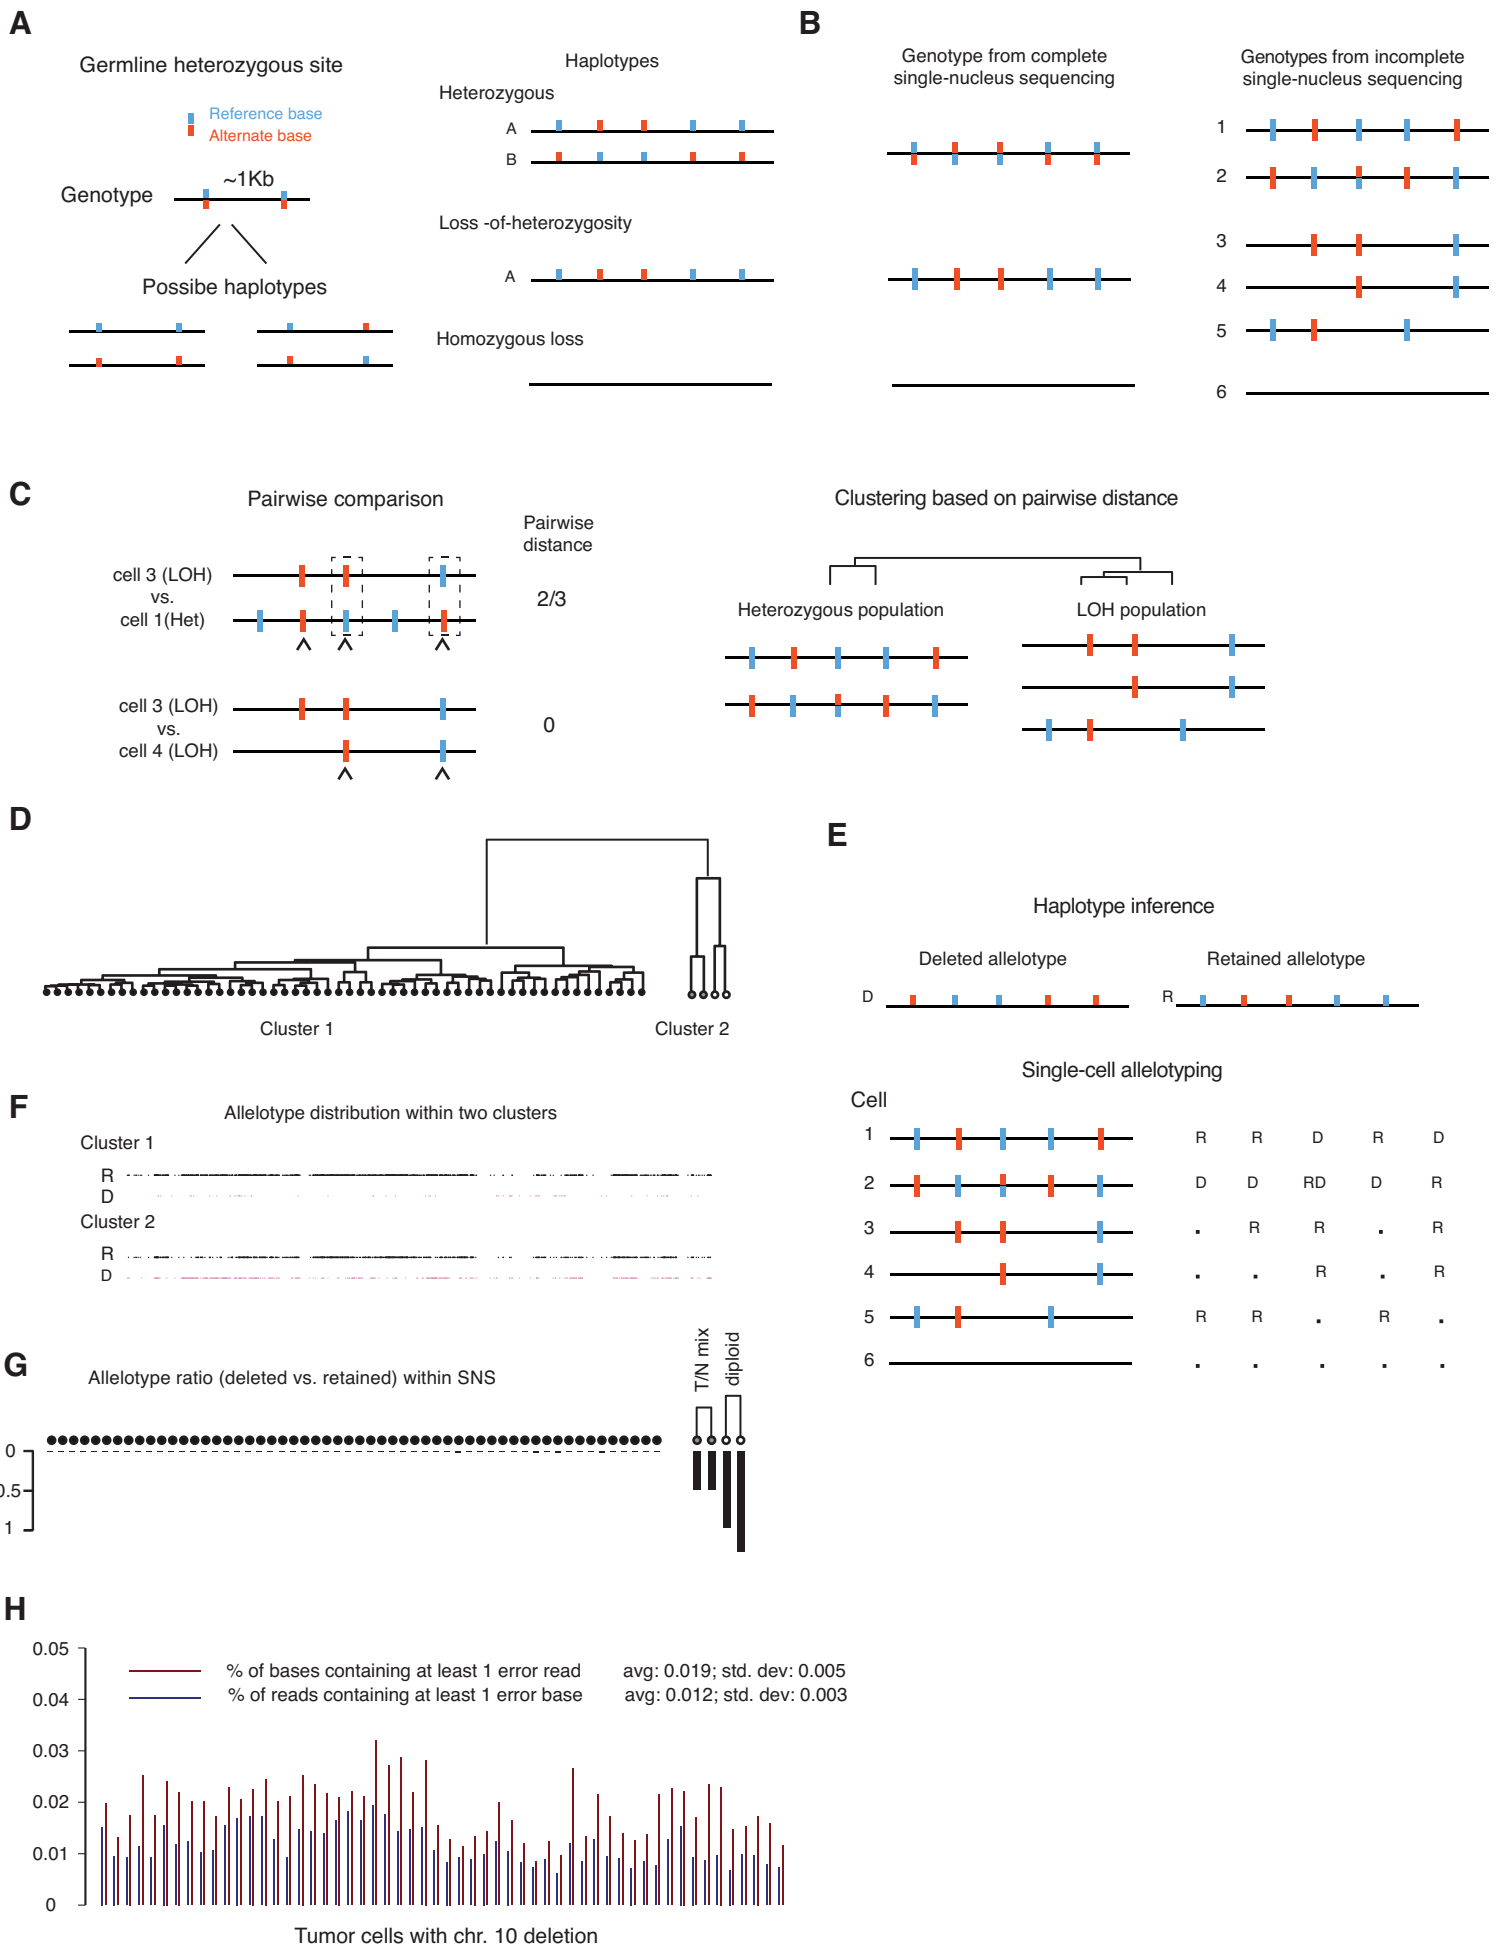 A
Germline heterozygous site
Reference base
Alternate base
~1Kb
Genotype
Possibe haplotypes
Haplotypes
Heterozygous
A
B
Loss -of-heterozygosity
A
Homozygous loss
B
Genotype from complete
single-nucleus sequencing
Genotypes from incomplete
single-nucleus sequencing
1
2
3
4
5
6
C
Pairwise comparison
Pairwise
distance
cell 3 (LOH)
vs.
cell 1(Het)
2/3
cell 3 (LOH)
vs.
cell 4 (LOH)
0
Clustering based on pairwise distance
Heterozygous population
LOH population
D
Cluster 1
Cluster 2
E
Haplotype inference
Deleted allelotype
Retained allelotype
D
R
Single-cell allelotyping
Cell
1 R R D R D
2 D D RD D R
3 . R R . R
4 . . R . R
5 R R . R .
6 . . . . .
F
Allelotype distribution within two clusters
Cluster 1
R
D
Cluster 2
R
D
G
Allelotype ratio (deleted vs. retained) within SNS
T/N mix
diploid
0
0.5
1
H
0.05
0.04
0.03
0.02
0.01
0
% of bases containing at least 1 error read avg: 0.019; std. dev: 0.005
% of reads containing at least 1 error base avg: 0.012; std. dev: 0.003
Tumor cells with chr. 10 deletion